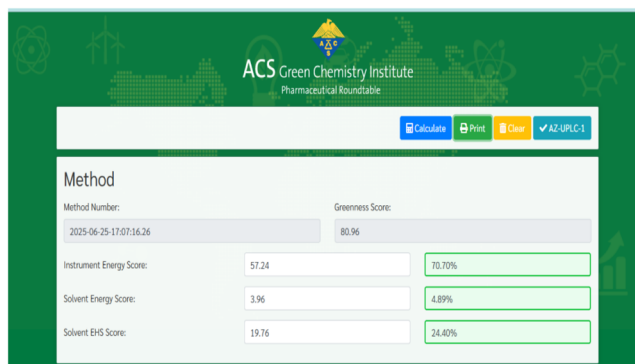 A C S
ACS Green Chemistry Institute
Pharmaceutical Roundtable
Calculate Print Clear AZ-UPLC-1
Method
Method Number: Greenness Score:
2025-06-25-17:07:16.26 80.96
Instrument Energy Score: 57.24 70.70%
Solvent Energy Score: 3.96 4.89%
Solvent EHS Score: 19.76 24.40%